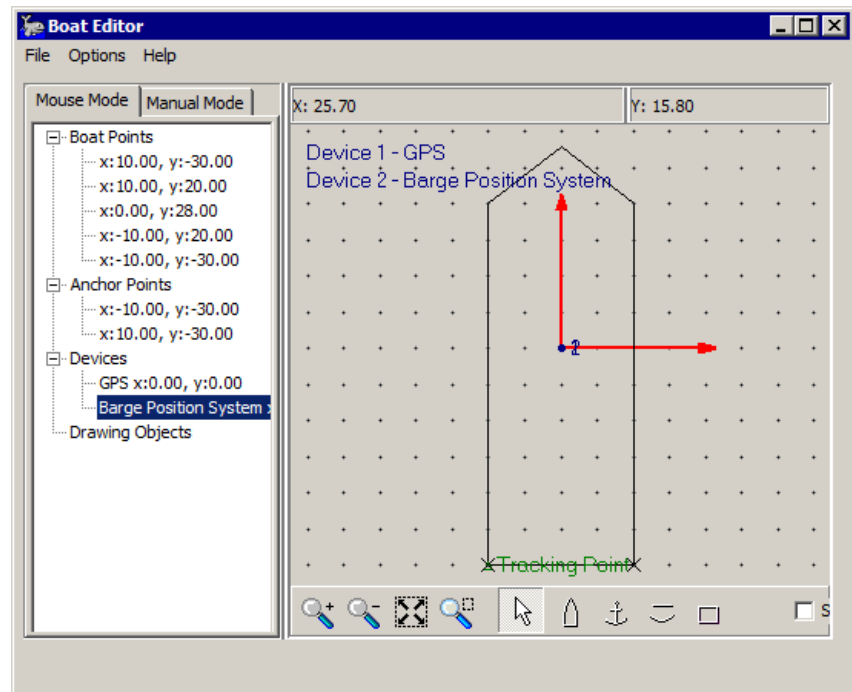 Boat Editor
File Options Help
Mouse Mode Manual Mode
X: 25.70 Y: 15.80
Boat Points
x:10.00, y:-30.00
x:10.00, y:20.00
x:0.00, y:28.00
x:-10.00, y:20.00
x:-10.00, y:-30.00
Anchor Points
x:-10.00, y:-30.00
x:10.00, y:-30.00
Devices
GPS x:0.00, y:0.00
Barge Position System
Drawing Objects
Device 1 - GPS
Device 2 - Barge Position System
Tracking Point
S